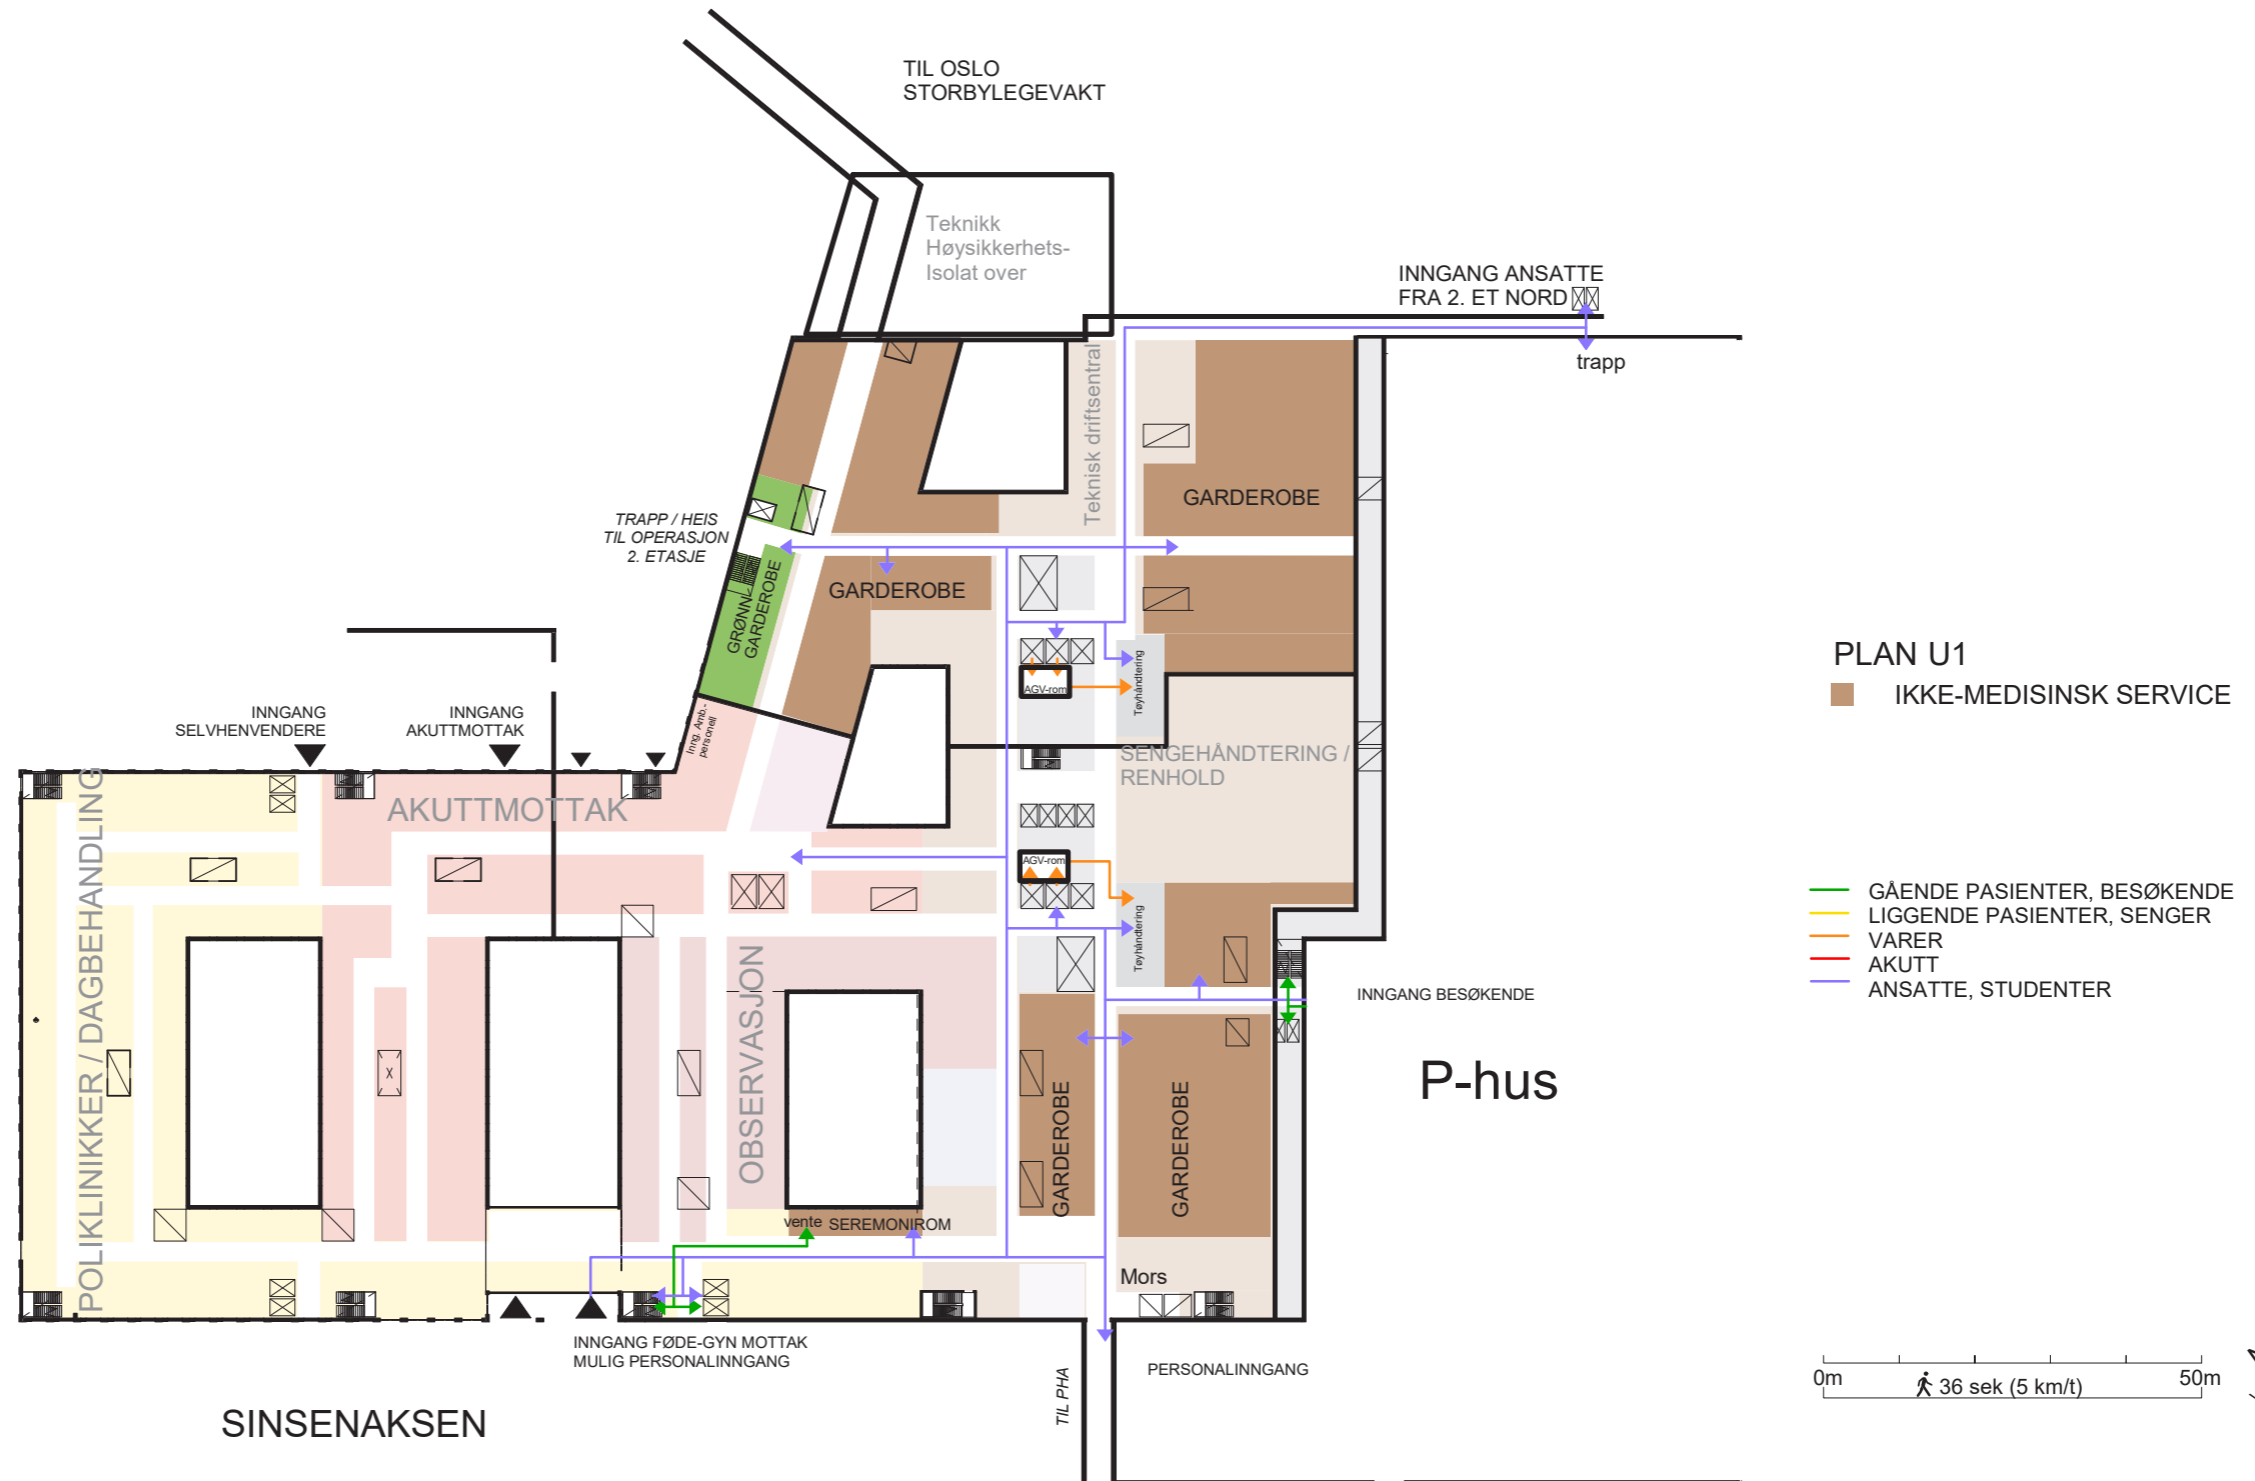 TIL OSLO
STORBYLEGEVAKT
Teknikk
Høysikkerhets-
Isolat over
INNGANG ANSATTE
FRA 2. ET NORD
trapp
Teknisk driftsentral
GARDEROBE
TRAPP / HEIS
TIL OPERASJON
2. ETASJE
GRØNN
GARDEROBE
GARDEROBE
AGV-rom
Tøyhåndtering
PLAN U1
IKKE-MEDISINSK SERVICE
INNGANG
SELVHENVENDERE
INNGANG
AKUTTMOTTAK
Inng. Amb.-
personell
SENGEHÅNDTERING /
RENHOLD
AKUTTMOTTAK
POLIKLINIKKER / DAGBEHANDLING
AGV-rom
Tøyhåndtering
GÅENDE PASIENTER, BESØKENDE
LIGGENDE PASIENTER, SENGER
VARER
AKUTT
ANSATTE, STUDENTER
OBSERVASJON
INNGANG BESØKENDE
X
P-hus
GARDEROBE
GARDEROBE
vente SEREMONIROM
Mors
INNGANG FØDE-GYN MOTTAK
MULIG PERSONALINNGANG
TIL PHA
PERSONALINNGANG
0m
36 sek (5 km/t)
50m
SINSENAKSEN